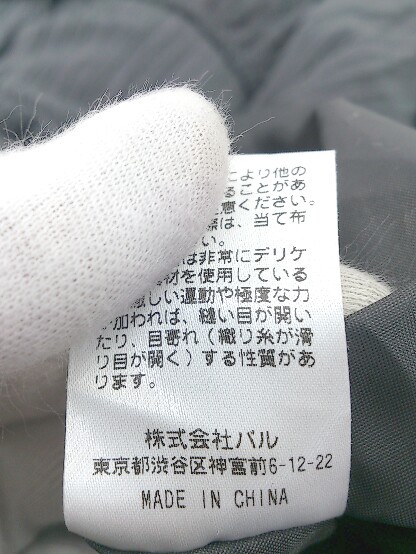 により他の
ることがあ
意ください。
は、当て布
い。
は非常にデリケ
材を使用している
しい運動や極度な力
加われば、縫い目が開い
たり、目寄れ（織り糸が滑
り目が開く）する性質があ
ります。
株式会社パル
東京都渋谷区神宮前6-12-22
MADE IN CHINA